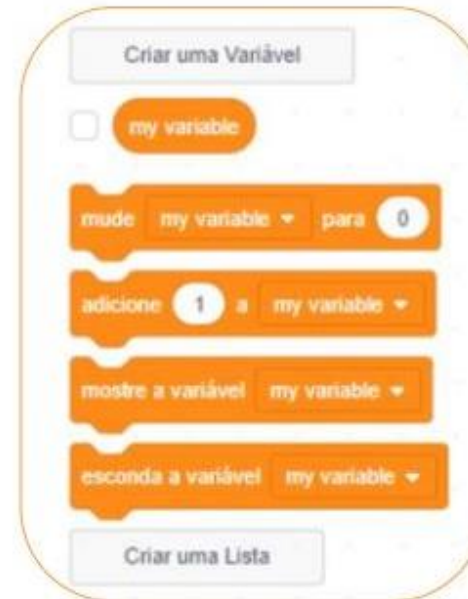 Criar uma Variável
my variable
mude my variable para 0
adicione 1 a my variable
mostre a variável my variable
esconda a variável my variable
Criar uma Lista